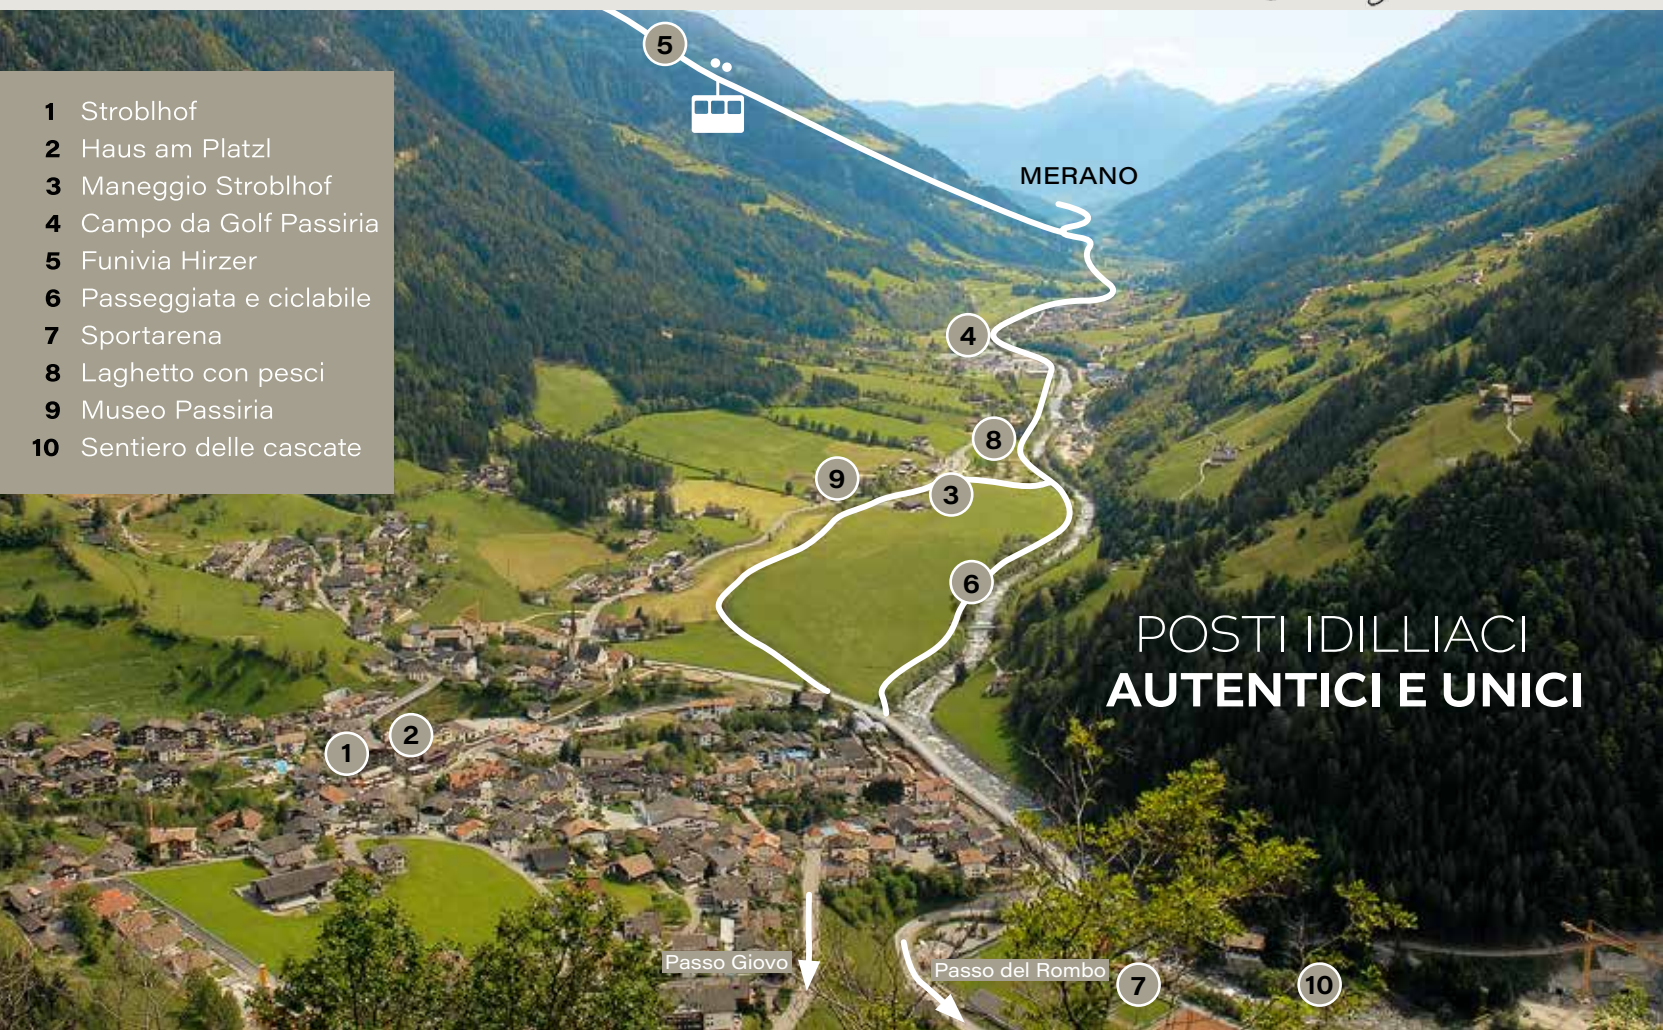 1 Stroblhof
2 Haus am Platzl
3 Maneggio Stroblhof
4 Campo da Golf Passiria
5 Funivia Hirzer
6 Passeggiata e ciclabile
7 Sportarena
8 Laghetto con pesci
9 Museo Passiria
10 Sentiero delle cascate
5
MERANO
4
8
9
3
6
POSTI IDILLIACI
AUTENTICI E UNICI
2
1
Passo Giovo
Passo del Rombo
7
10